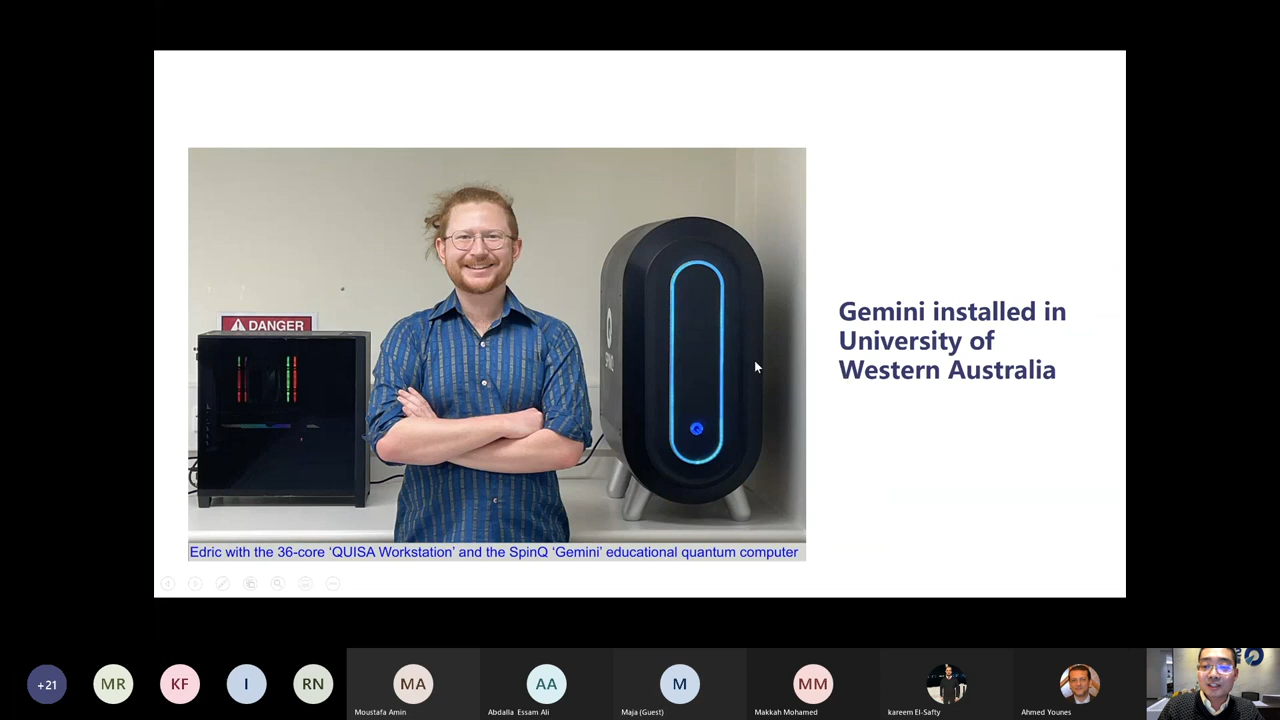 DANGER
SPINQ
Gemini installed in
University of
Western Australia
Edric with the 36-core ‘QUISA Workstation’ and the SpinQ ‘Gemini’ educational quantum computer
+21
MR
KF
I
RN
MA
AA
M
MM
Moustafa Amin
Abdalla Essam Ali
Maja (Guest)
Makkah Mohamed
kareem El-Safty
Ahmed Younes